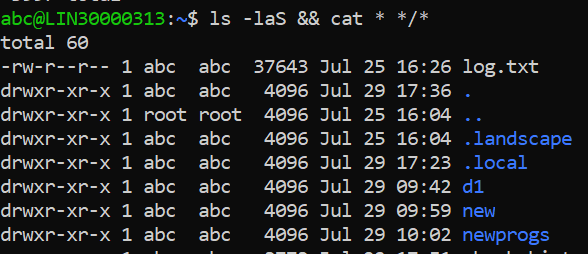 abc@LIN30000313:~$ ls -laS && cat * */*
total 60
-rw-r--r-- 1 abc  abc  37643 Jul 25 16:26 log.txt
drwxr-xr-x 1 abc  abc   4096 Jul 29 17:36 .
drwxr-xr-x 1 root root  4096 Jul 25 16:04 ..
drwxr-xr-x 1 abc  abc   4096 Jul 25 16:04 .landscape
drwxr-xr-x 1 abc  abc   4096 Jul 29 17:23 .local
drwxr-xr-x 1 abc  abc   4096 Jul 29 09:42 d1
drwxr-xr-x 1 abc  abc   4096 Jul 29 09:59 new
drwxr-xr-x 1 abc  abc   4096 Jul 29 10:02 newprogs